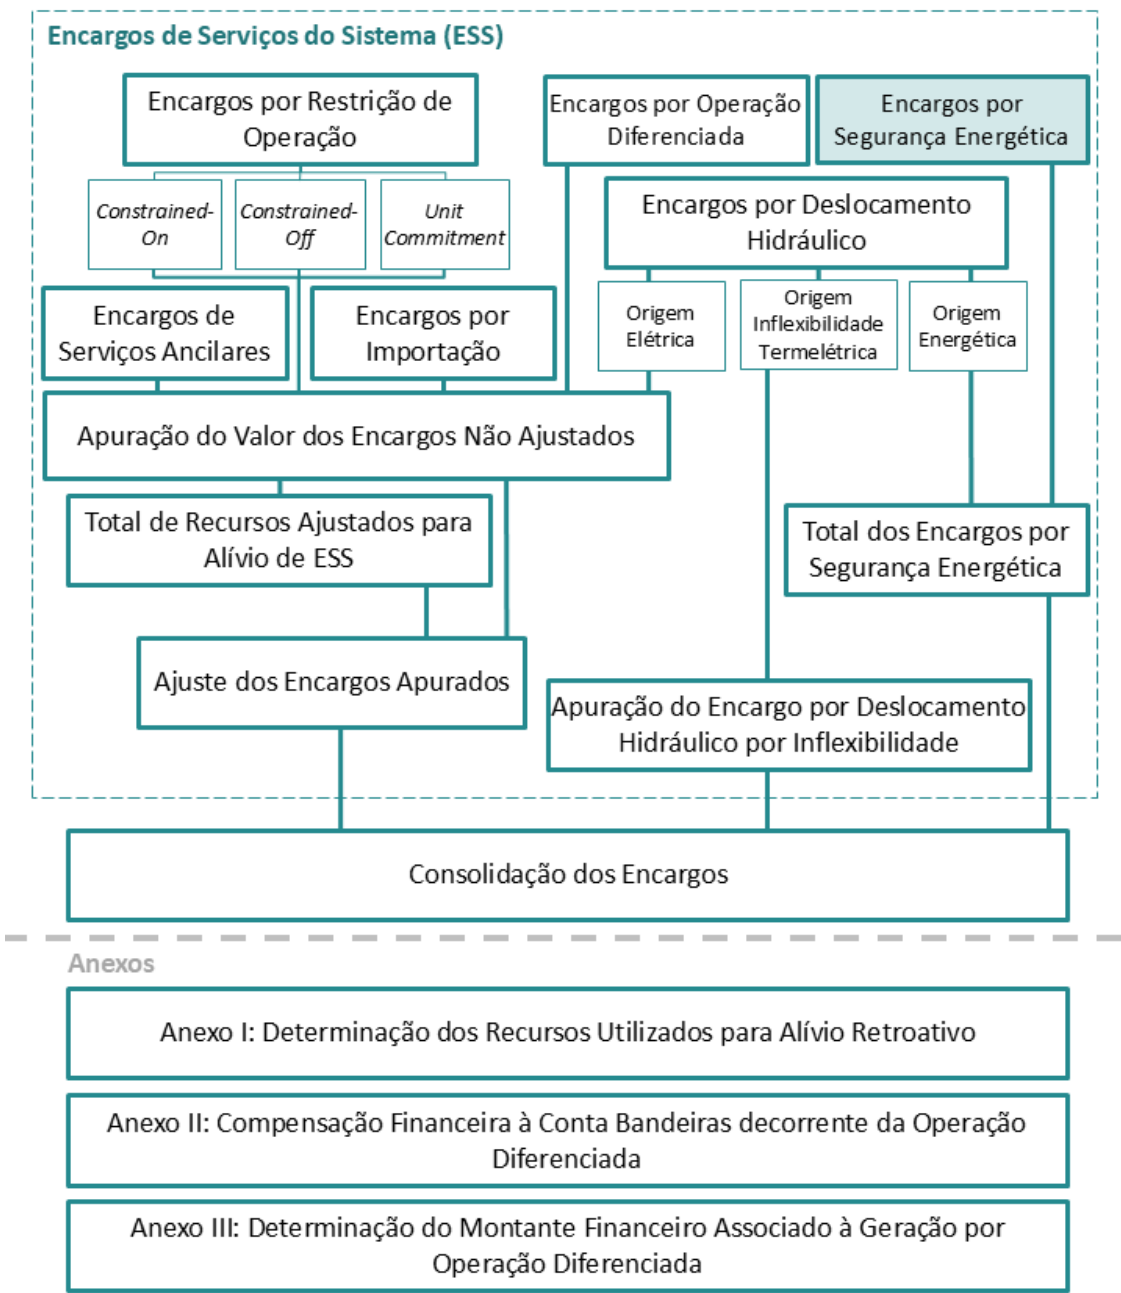 Encargos de Serviços do Sistema (ESS)
Encargos por Restrição de
Operação
Encargos por Operação
Diferenciada
Encargos por
Segurança Energética
Constrained-
On
Constrained-
Off
Unit
Commitment
Encargos por Deslocamento
Hidráulico
Encargos de
Serviços Ancilares
Encargos por
Importação
Origem
Elétrica
Origem
Inflexibilidade
Termelétrica
Origem
Energética
Apuração do Valor dos Encargos Não Ajustados
Total de Recursos Ajustados para
Alívio de ESS
Total dos Encargos por
Segurança Energética
Ajuste dos Encargos Apurados
Apuração do Encargo por Deslocamento
Hidráulico por Inflexibilidade
Consolidação dos Encargos
Anexos
Anexo I: Determinação dos Recursos Utilizados para Alívio Retroativo
Anexo II: Compensação Financeira à Conta Bandeiras decorrente da Operação
Diferenciada
Anexo III: Determinação do Montante Financeiro Associado à Geração por
Operação Diferenciada